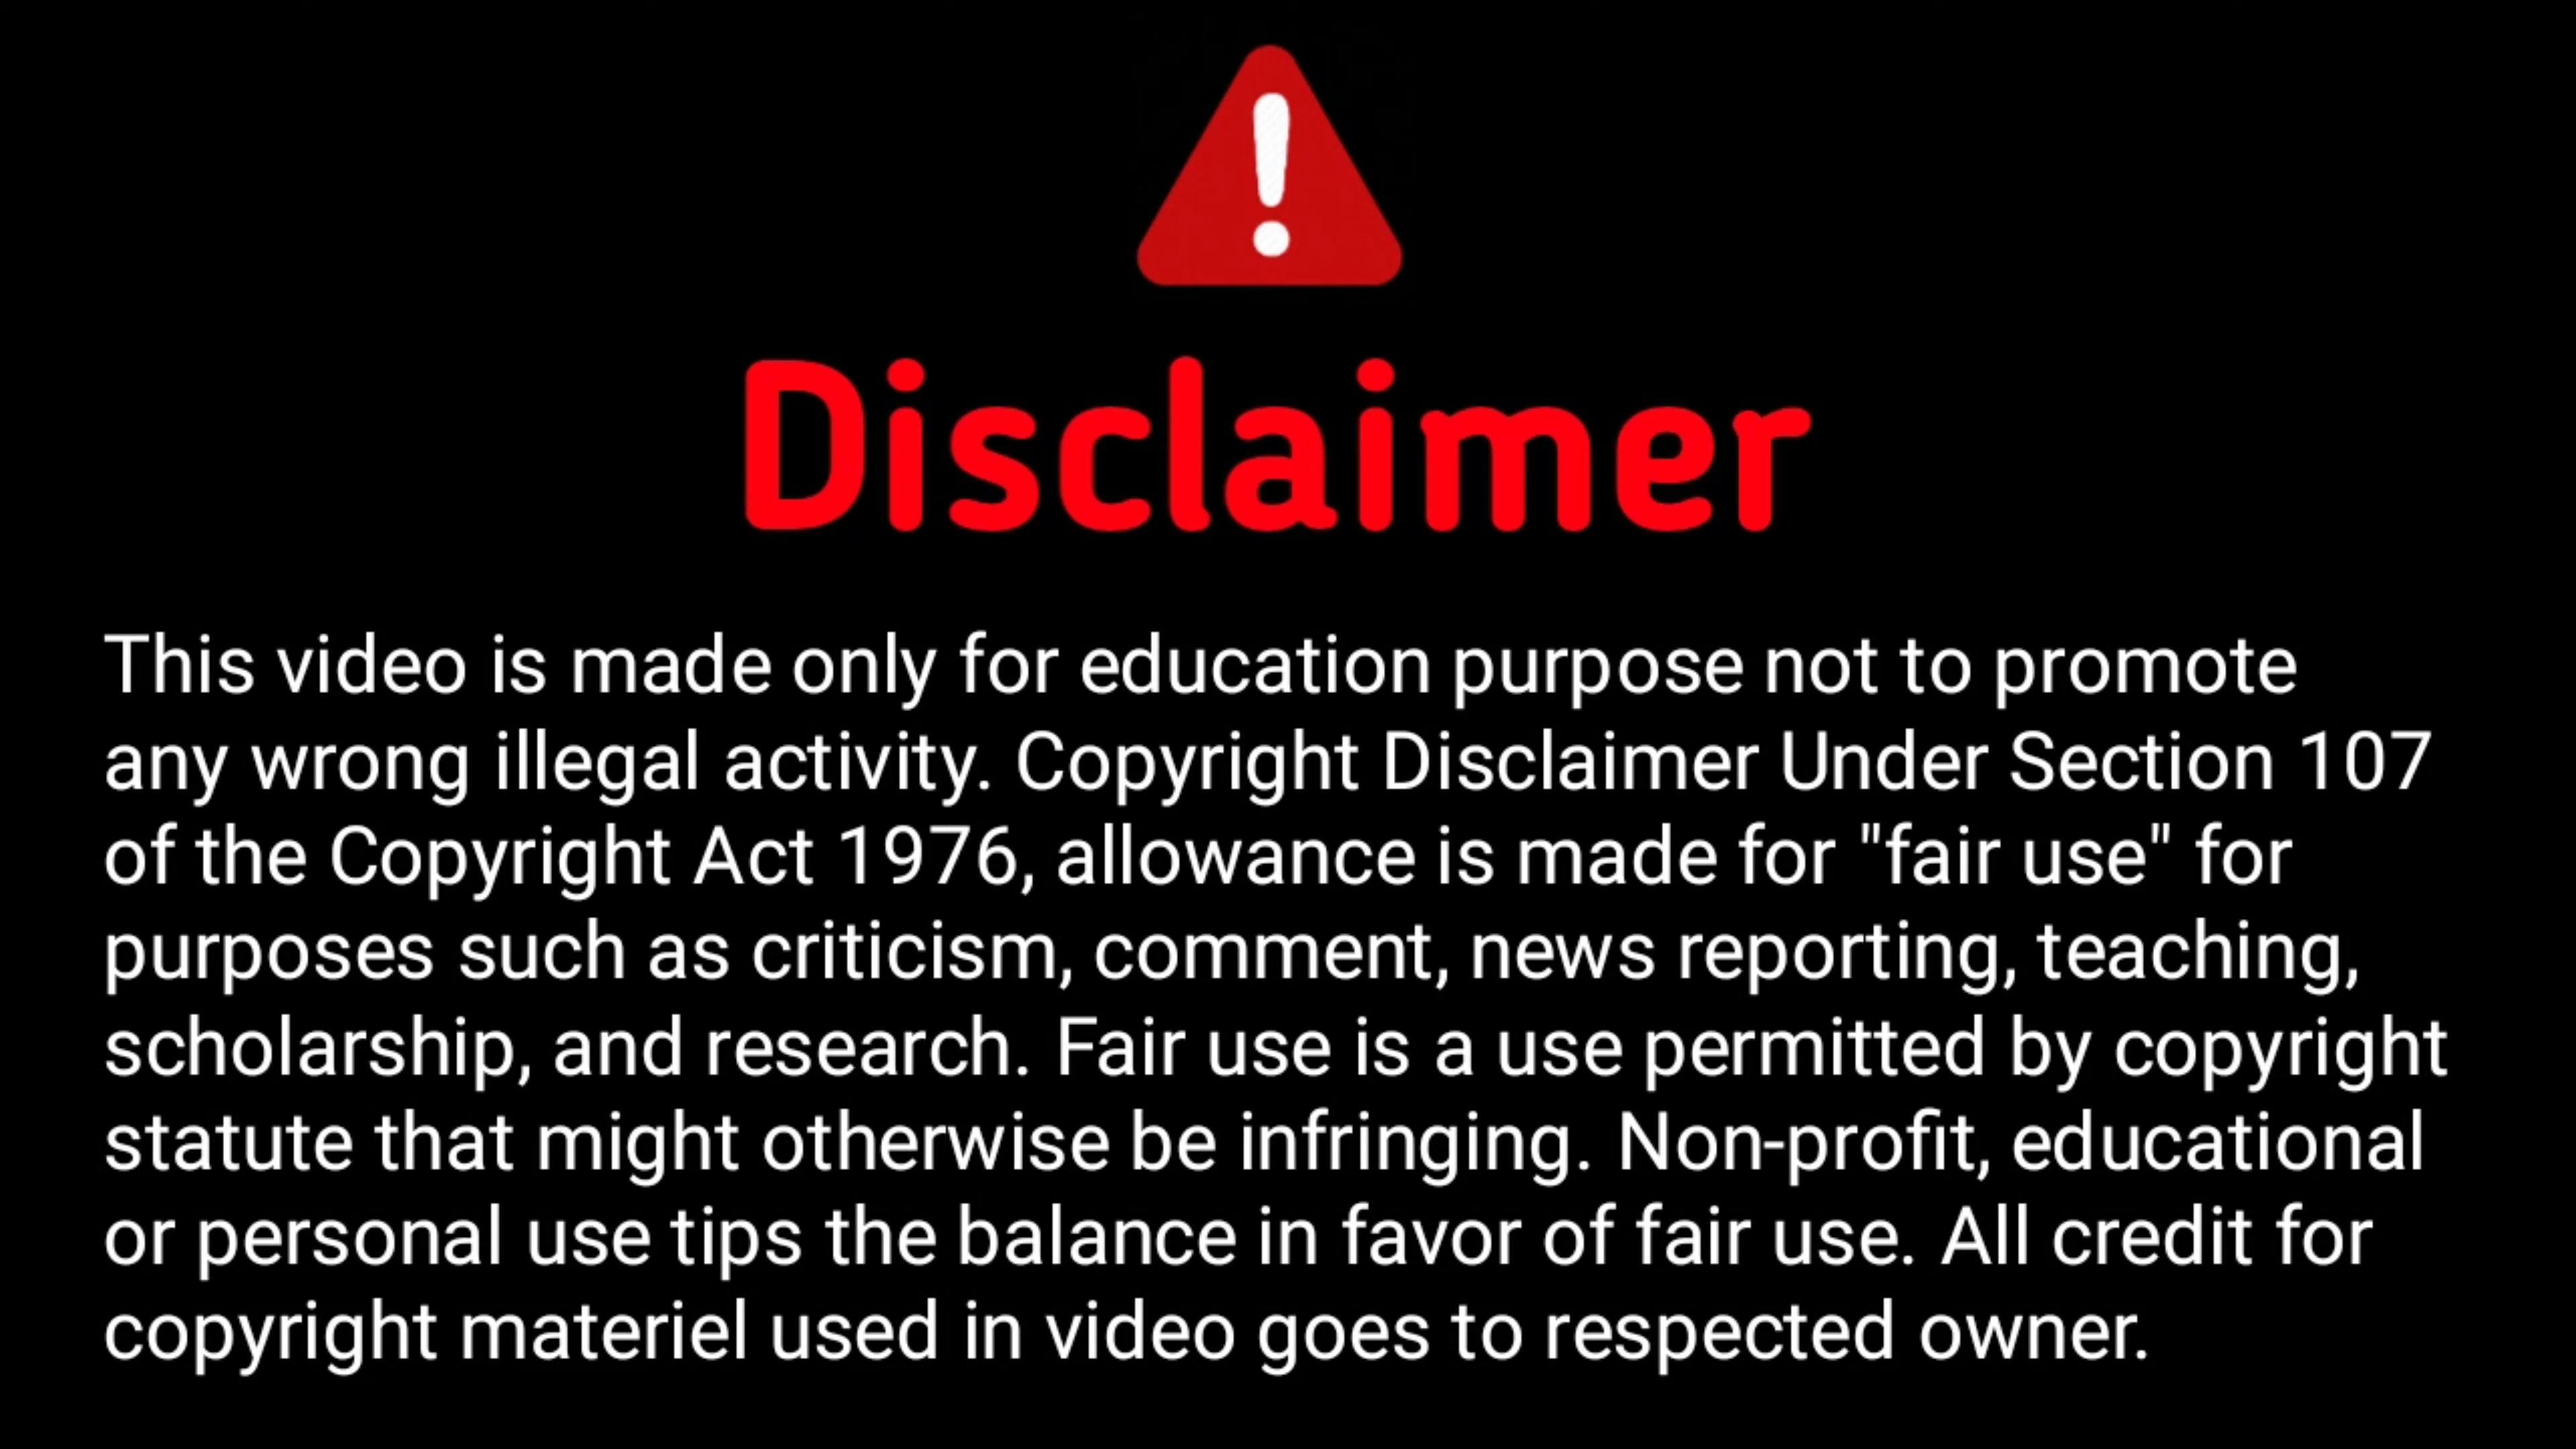 !
Disclaimer
This video is made only for education purpose not to promote
any wrong illegal activity. Copyright Disclaimer Under Section 107
of the Copyright Act 1976, allowance is made for "fair use" for
purposes such as criticism, comment, news reporting, teaching,
scholarship, and research. Fair use is a use permitted by copyright
statute that might otherwise be infringing. Non-profit, educational
or personal use tips the balance in favor of fair use. All credit for
copyright materiel used in video goes to respected owner.